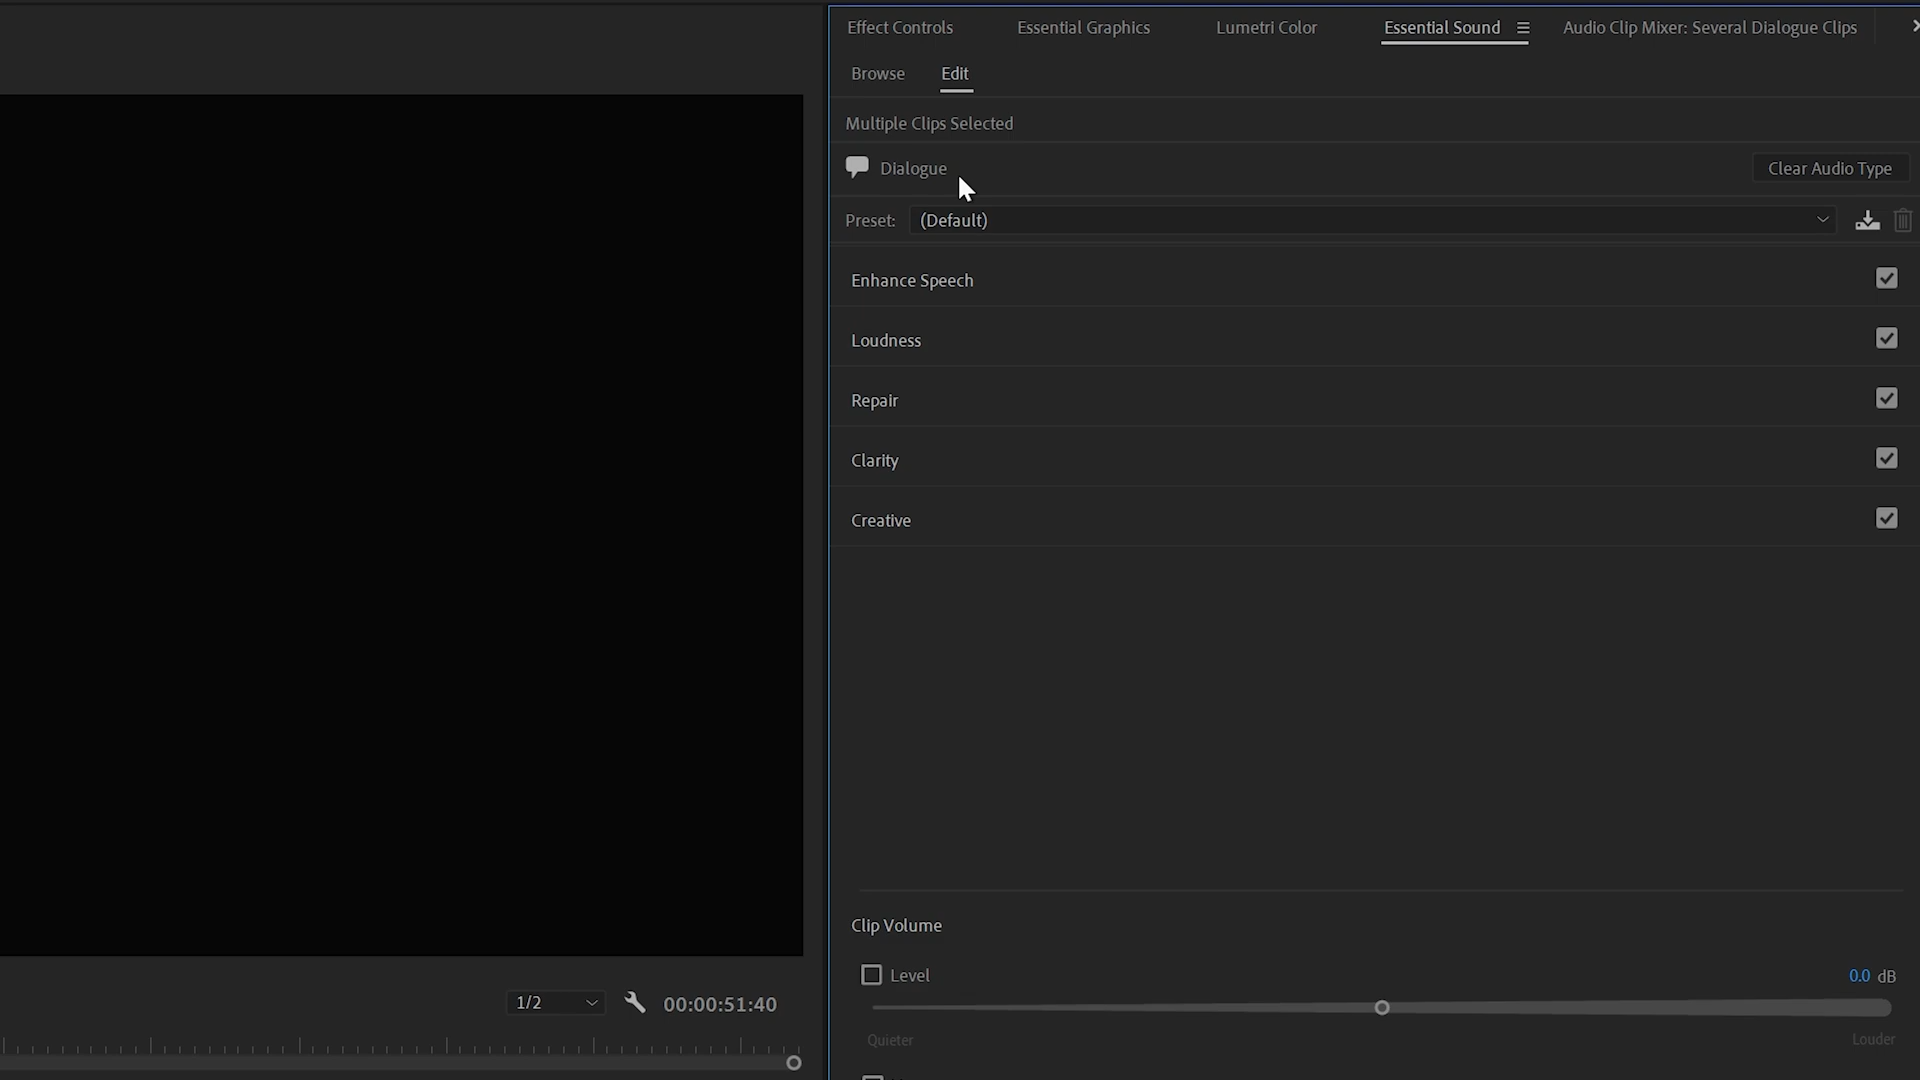 Effect Controls
Essential Graphics
Lumetri Color
Essential Sound
Audio Clip Mixer: Several Dialogue Clips
Browse
Edit
Multiple Clips Selected
Dialogue
Clear Audio Type
Preset:
(Default)
Enhance Speech
Loudness
Repair
Clarity
Creative
Clip Volume
Level
0.0 dB
1/2
00:00:51:40
Quieter
Louder